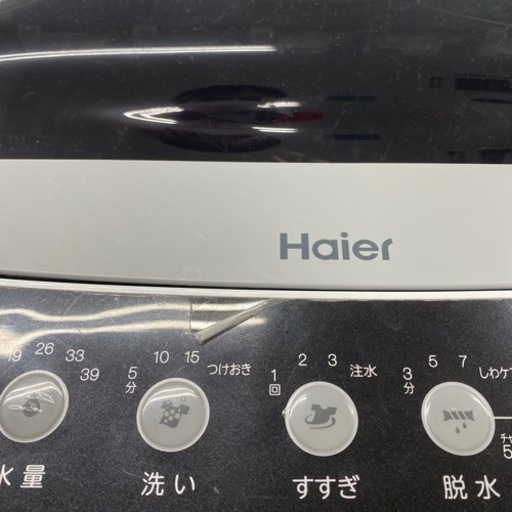 Haier
19 26 33 39
5分 10 15 つけおき
1回 2 3 注水
3分 5 7 しわケ
水量
洗い
すすぎ
脱水
5